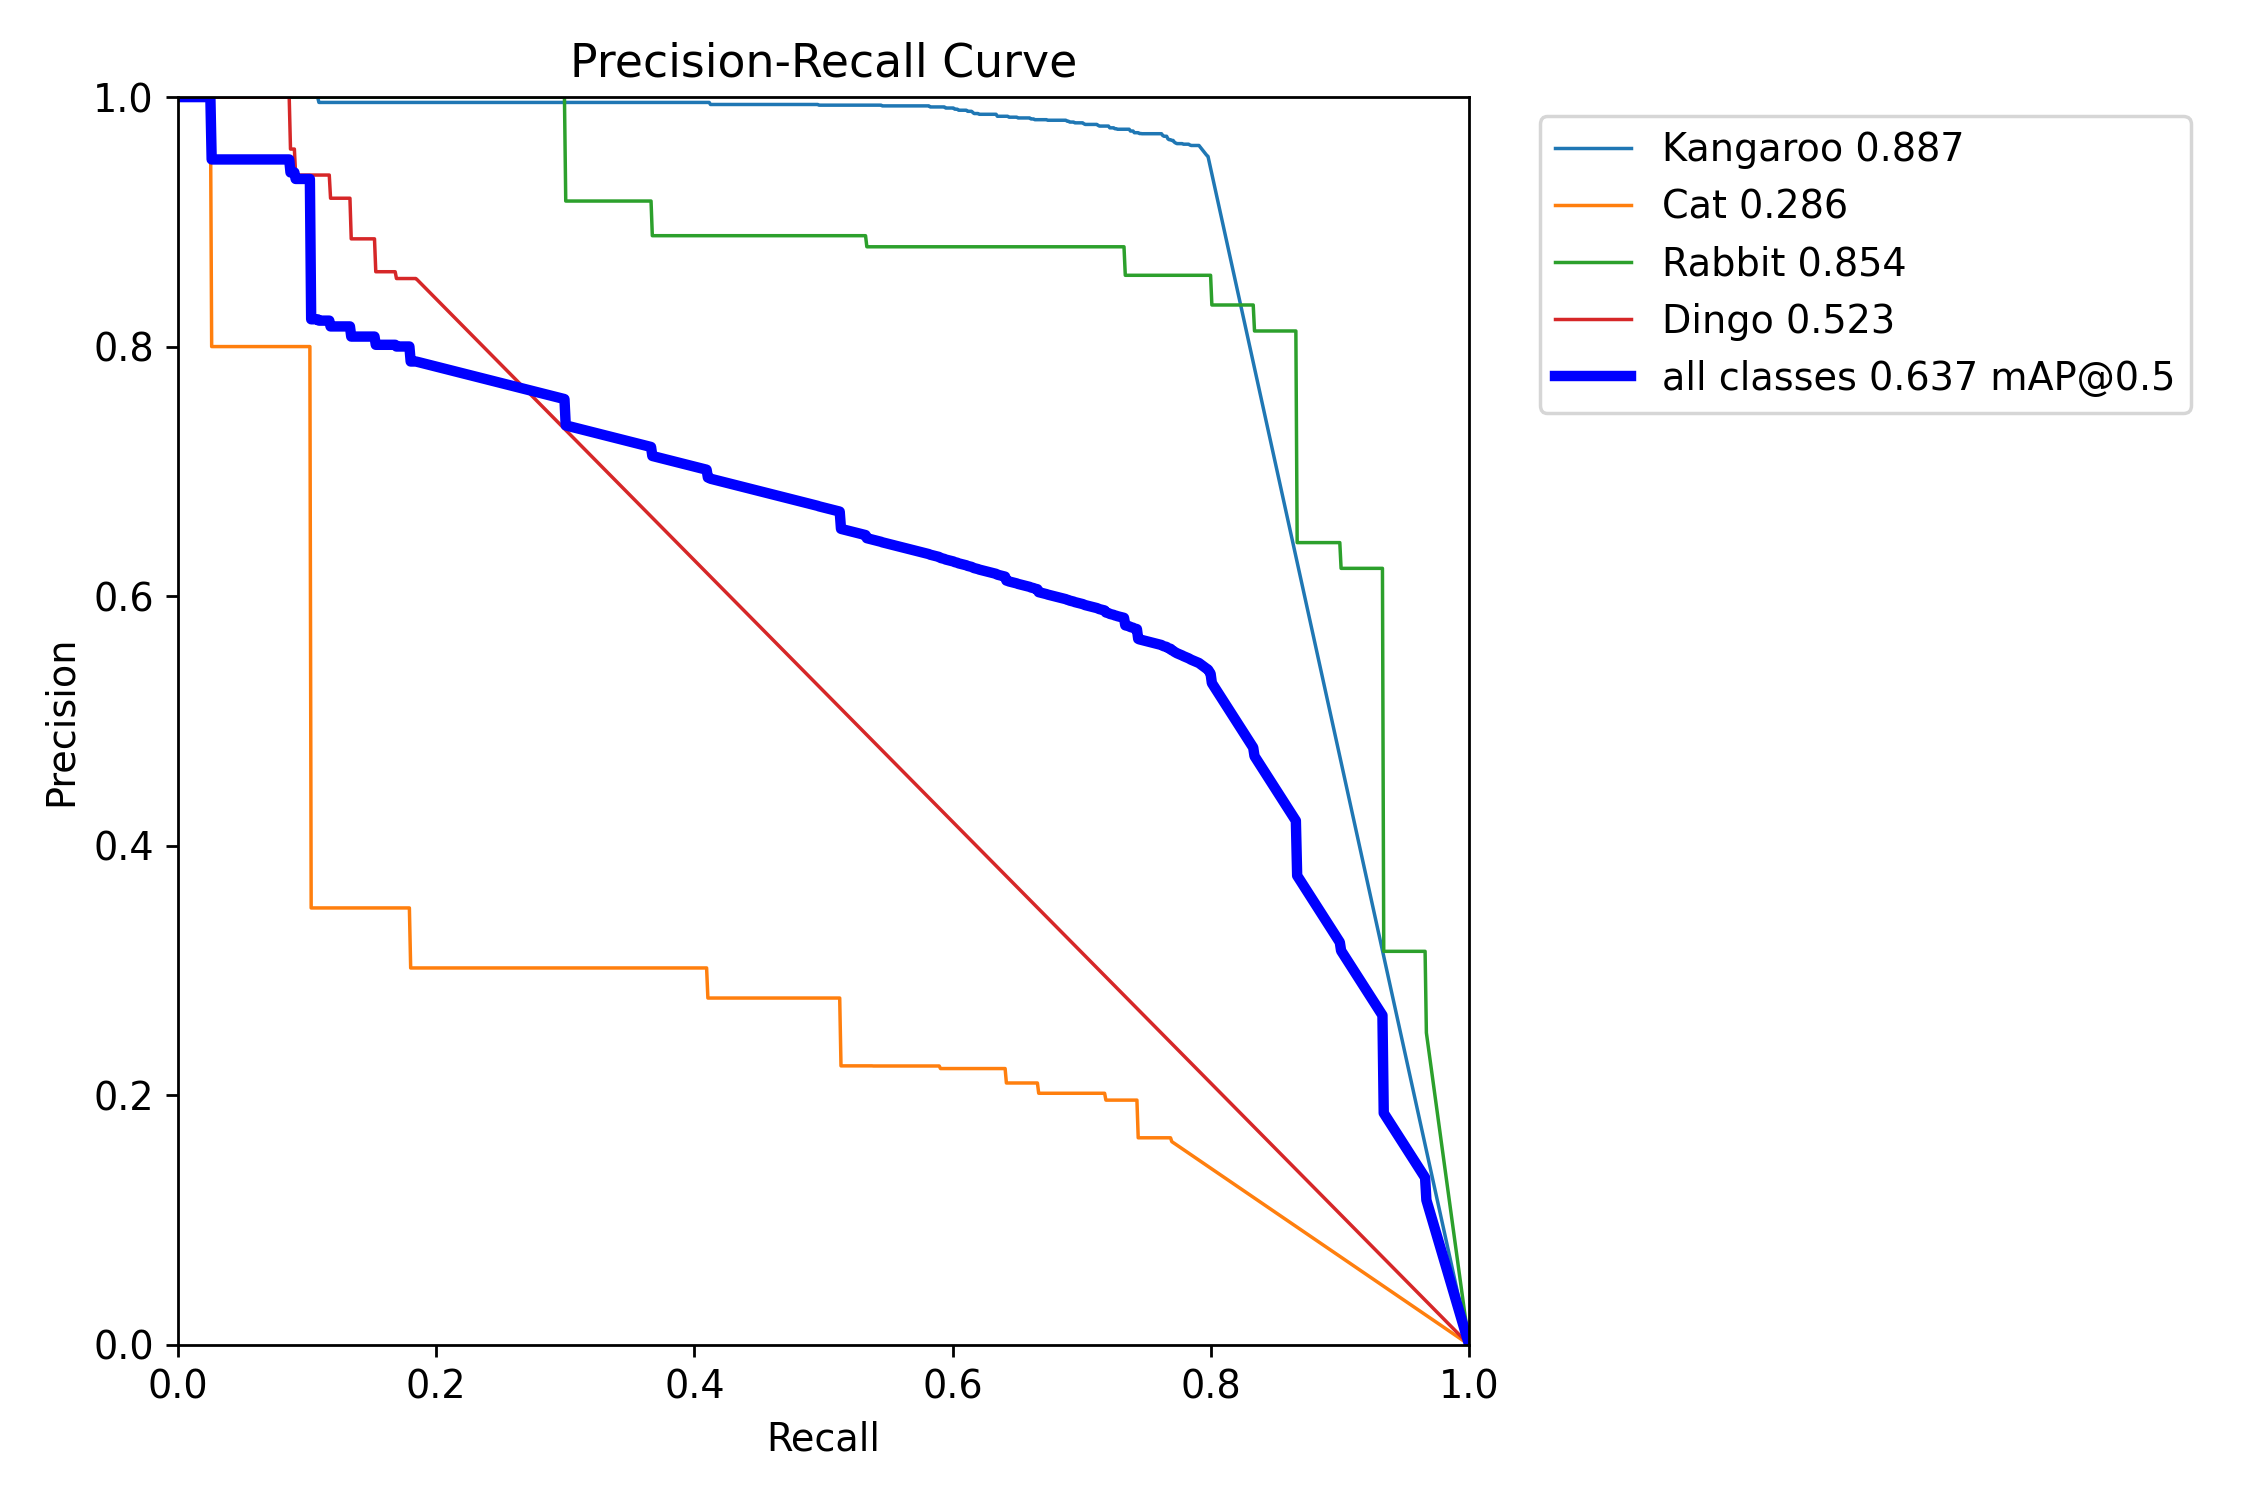 Precision-Recall Curve
1.0
0.8
0.6
0.4
0.2
0.0
Precision
0.0 0.2 0.4 0.6 0.8 1.0
Recall
Kangaroo 0.887
Cat 0.286
Rabbit 0.854
Dingo 0.523
all classes 0.637 mAP@0.5